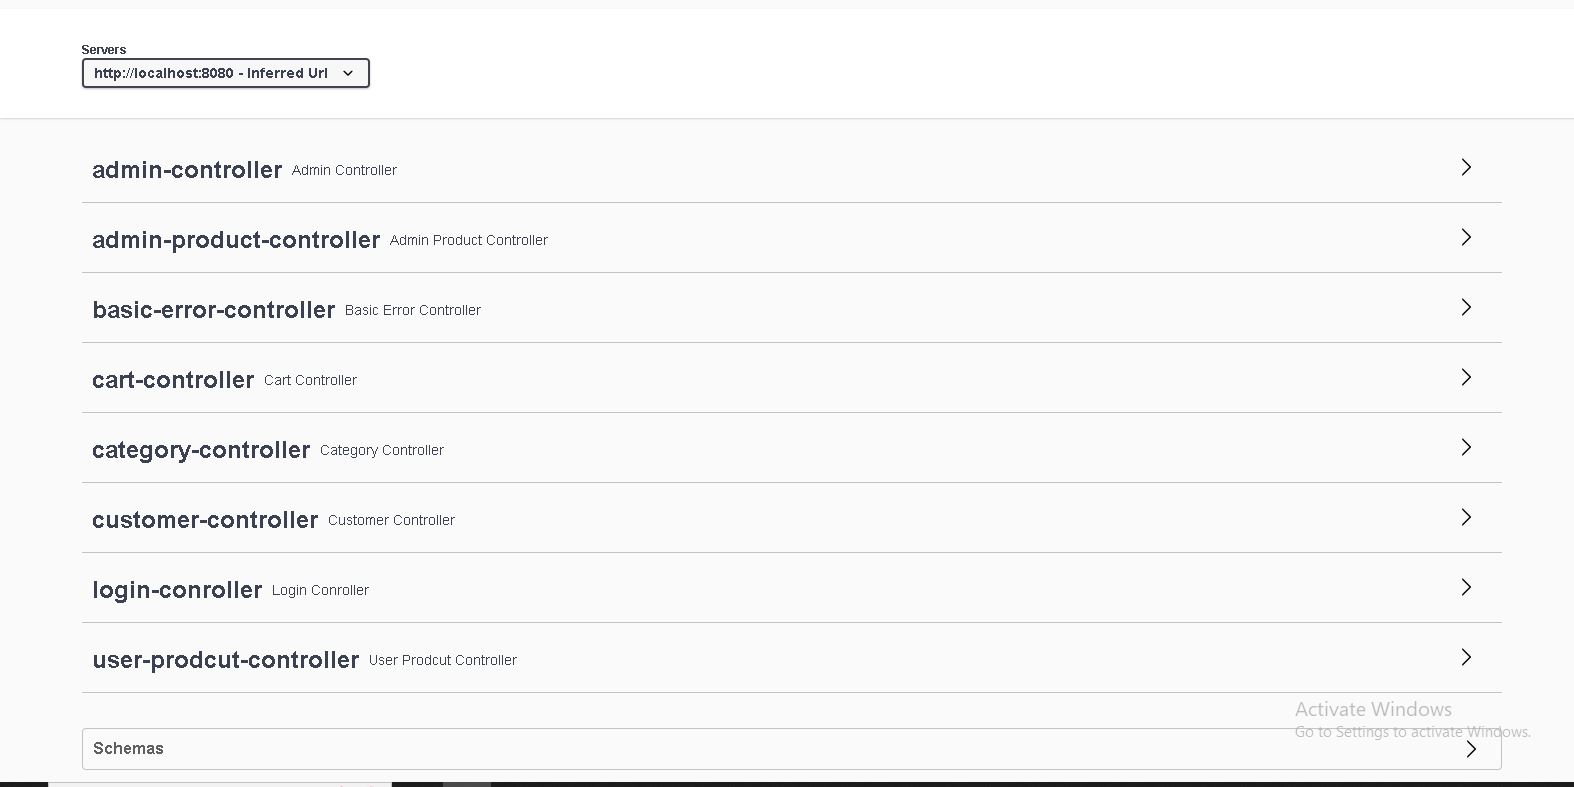 Servers
http://localhost:8080 - Inferred Url
admin-controller Admin Controller
admin-product-controller Admin Product Controller
basic-error-controller Basic Error Controller
cart-controller Cart Controller
category-controller Category Controller
customer-controller Customer Controller
login-conroller Login Conroller
user-prodcut-controller User Prodcut Controller
Activate Windows
Go to Settings to activate Windows.
Schemas